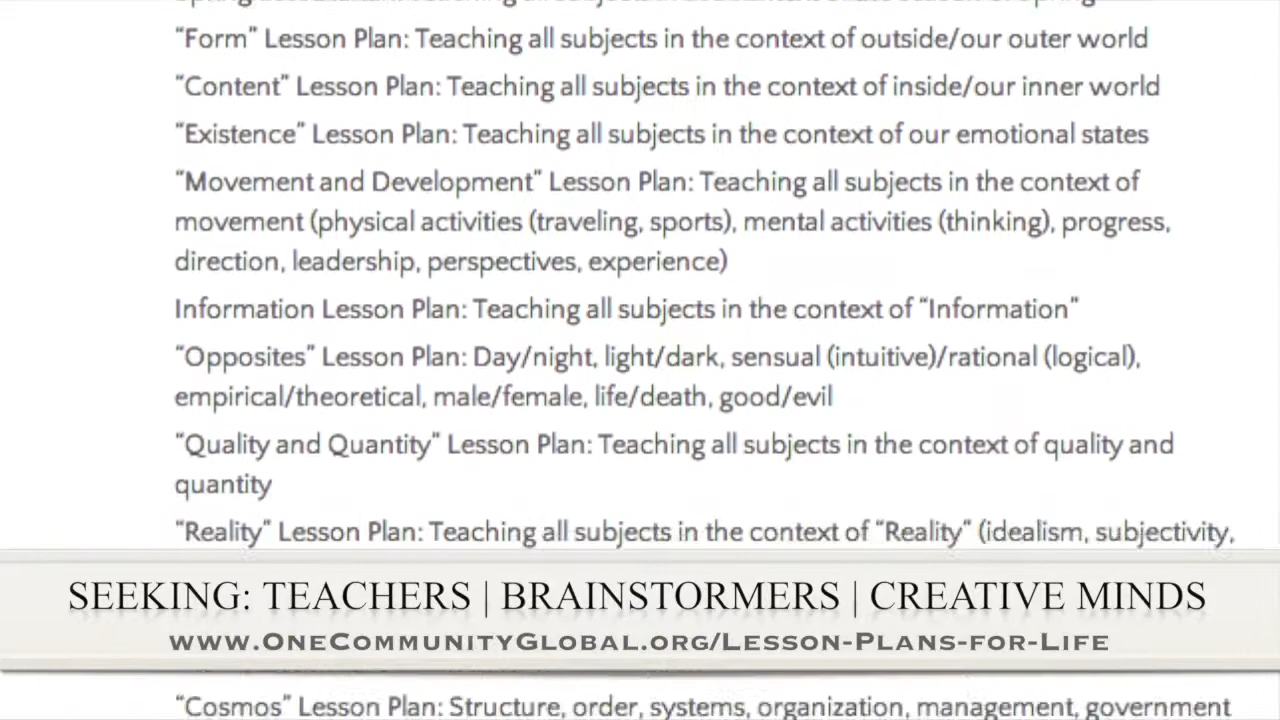 "Form" Lesson Plan: Teaching all subjects in the context of outside/our outer world
"Content" Lesson Plan: Teaching all subjects in the context of inside/our inner world
"Existence" Lesson Plan: Teaching all subjects in the context of our emotional states
"Movement and Development" Lesson Plan: Teaching all subjects in the context of
movement (physical activities (traveling, sports), mental activities (thinking), progress,
direction, leadership, perspectives, experience)
Information Lesson Plan: Teaching all subjects in the context of "Information"
"Opposites" Lesson Plan: Day/night, light/dark, sensual (intuitive)/rational (logical),
empirical/theoretical, male/female, life/death, good/evil
"Quality and Quantity" Lesson Plan: Teaching all subjects in the context of quality and
quantity
"Reality" Lesson Plan: Teaching all subjects in the context of "Reality" (idealism, subjectivity,
SEEKING: TEACHERS | BRAINSTORMERS | CREATIVE MINDS
www.OneCommunityGlobal.org/Lesson-Plans-for-Life
"Cosmos" Lesson Plan: Structure, order, systems, organization, management, government